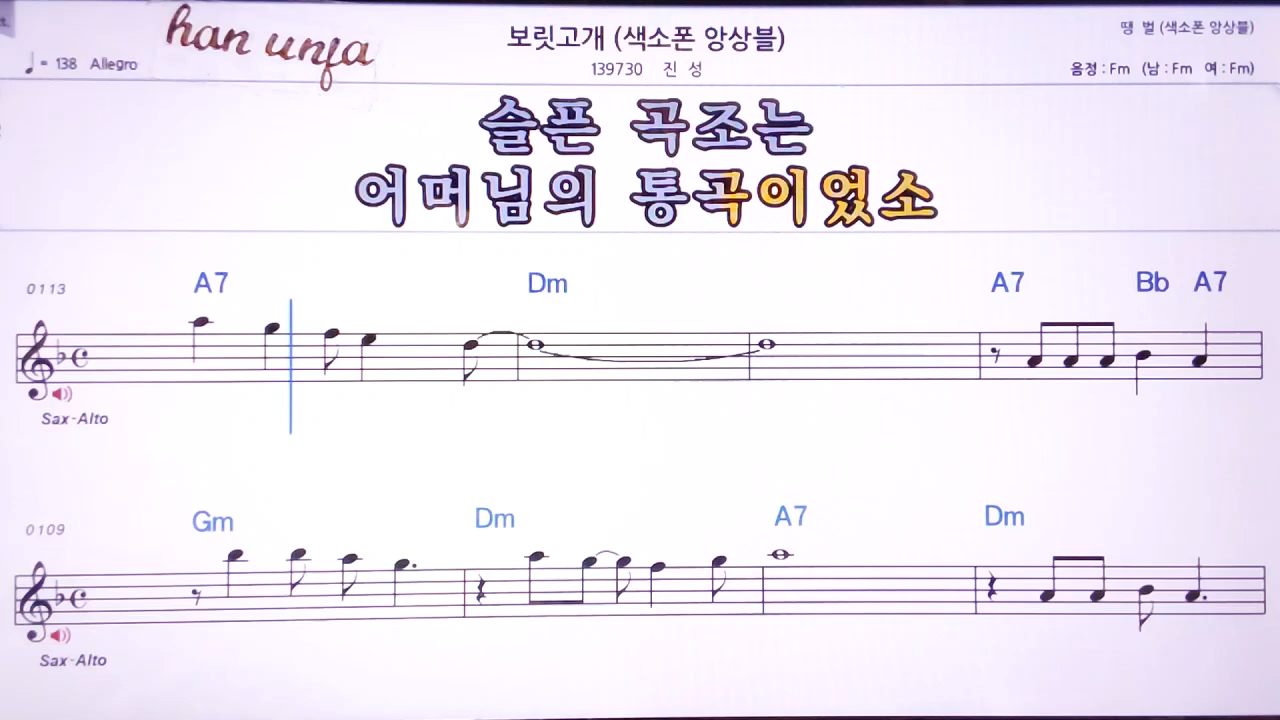 han unfa
보릿고개 (색소폰 앙상블)
땡 벌 (색소폰 앙상블)
= 138 Allegro
139730 진 성
음정 : Fm (남 : Fm 여 : Fm)
슬픈 곡조는
어머님의 통곡이었소
0113
A7 Dm A7 Bb A7
Sax-Alto
0109
Gm Dm A7 Dm
Sax-Alto